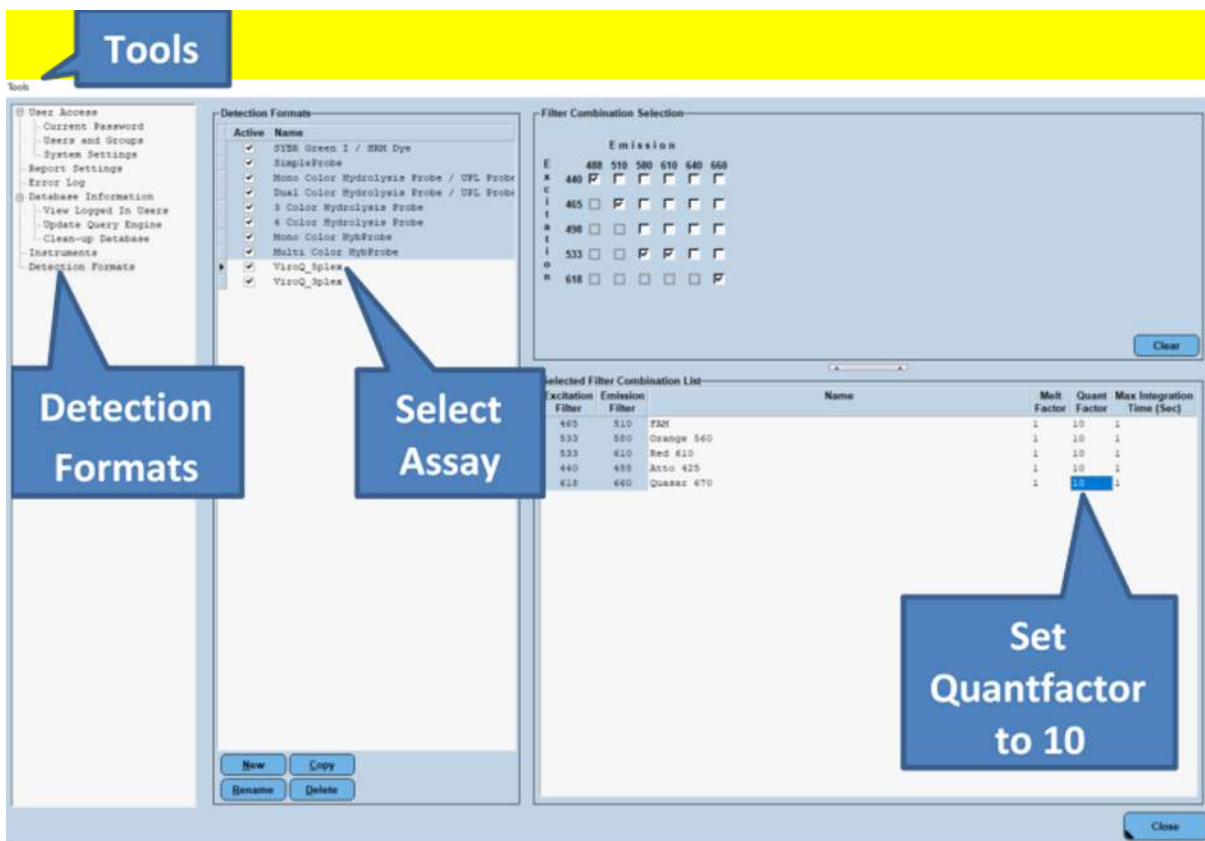 Tools
Tools
User Access
Current Password
Users and Groups
System Settings
Report Settings
Error Log
Database Information
View Logged In Users
Update Query Engine
Clean-up Database
Instruments
Detection Formats
Detection Formats
Active Name
SYBR Green I / HRM Dye
SimpleProbe
Mono Color Hydrolysis Probe / UPL Probe
Dual Color Hydrolysis Probe / UPL Probe
3 Color Hydrolysis Probe
4 Color Hydrolysis Probe
Mono Color HybProbe
Multi Color HybProbe
ViroQ_5plex
ViroQ_3plex
New Copy
Rename Delete
Filter Combination Selection
Emission
Excitation
488 510 580 610 640 660
440
465
498
533
618
Clear
Selected Filter Combination List
Excitation Filter Emission Filter Name Melt Factor Quant Factor Max Integration Time (Sec)
465 510 FAM 1 10 1
533 580 Orange 560 1 10 1
533 610 Red 610 1 10 1
440 488 Atto 425 1 10 1
618 660 Quasar 670 1 10 1
Detection
Formats
Select
Assay
Set
Quantfactor
to 10
Close